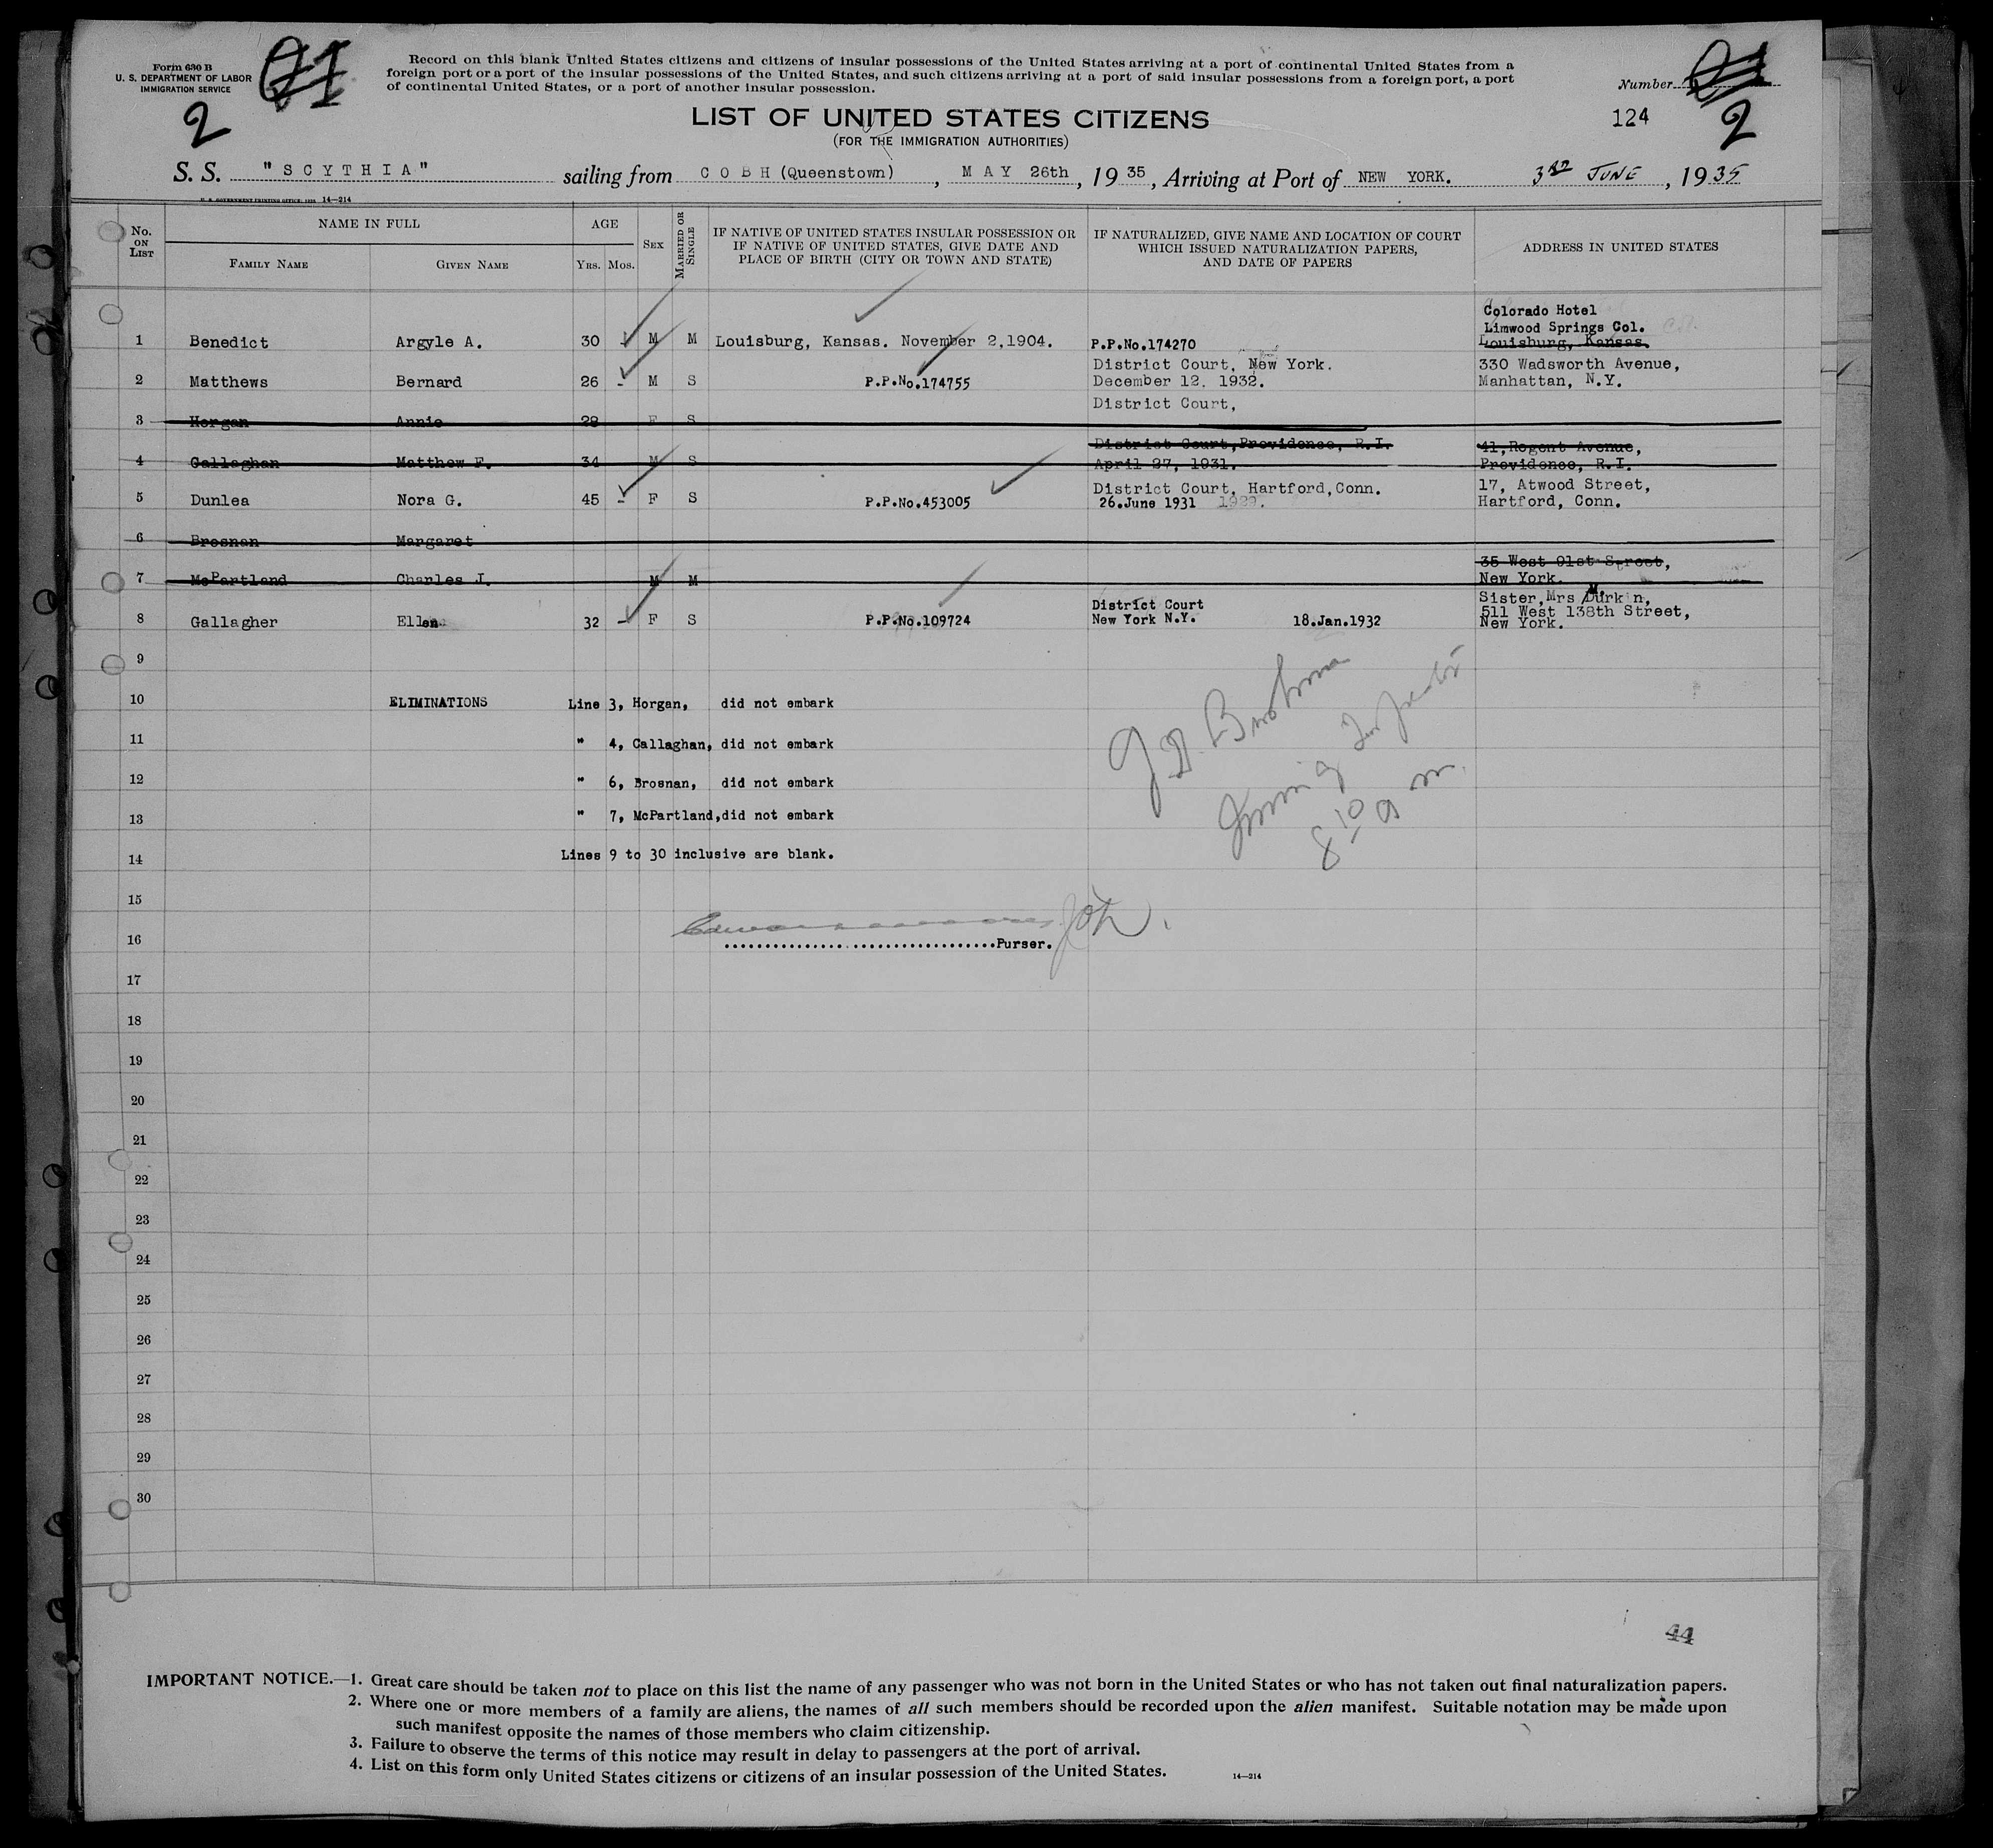 Form 630 B
U. S. DEPARTMENT OF LABOR
IMMIGRATION SERVICE
2
Record on this blank United States citizens and citizens of insular possessions of the United States arriving at a port of continental United States from a
foreign port or a port of the insular possessions of the United States, and such citizens arriving at a port of said insular possessions from a foreign port, a port
of continental United States, or a port of another insular possession.
Number
124
2
LIST OF UNITED STATES CITIZENS
(FOR THE IMMIGRATION AUTHORITIES)
S. S. "SCYTHIA" sailing from COBH (Queenstown), MAY 26th, 1935, Arriving at Port of NEW YORK. 3RD JUNE, 1935
U. S. GOVERNMENT PRINTING OFFICE 14—214
No. ON LIST
NAME IN FULL
FAMILY NAME GIVEN NAME
AGE
YRS. MOS.
SEX
MARRIED OR SINGLE
IF NATIVE OF UNITED STATES INSULAR POSSESSION OR
IF NATIVE OF UNITED STATES, GIVE DATE AND
PLACE OF BIRTH (CITY OR TOWN AND STATE)
IF NATURALIZED, GIVE NAME AND LOCATION OF COURT
WHICH ISSUED NATURALIZATION PAPERS,
AND DATE OF PAPERS
ADDRESS IN UNITED STATES
Colorado Hotel
Limwood Springs Col.
1 Benedict Argyle A. 30 - M M Louisburg, Kansas. November 2,1904. P.P.No.174270 Louisburg, Kansas.
District Court, New York. 330 Wadsworth Avenue,
2 Matthews Bernard 26 - M S P.P.No.174755 December 12, 1932. Manhattan, N.Y.
District Court,
3 Horgan Annie 28 F S
District Court,Providence, R.I. 41,Regent Avenue,
4 Callaghan Matthew F. 34 M S April 27, 1931. Providence, R.I.
District Court, Hartford,Conn. 17, Atwood Street,
5 Dunlea Nora G. 45 - F S P.P.No.453005 26.June 1931 1929. Hartford, Conn.
6 Brosnan Margaret
35 West 91st Street,
7 McPartland Charles J. M M New York.
Sister,Mrs M. Durkin,
District Court 511 West 138th Street,
8 Gallagher Ellen 32 - F S P.P.No.109724 New York N.Y. 18.Jan.1932 New York.
9
10 ELIMINATIONS Line 3, Horgan, did not embark
11 " 4, Callaghan, did not embark
12 " 6, Brosnan, did not embark
13 " 7, McPartland,did not embark
14 Lines 9 to 30 inclusive are blank.
8 10 a m.
15
16 Purser.
17
18
19
20
21
22
23
24
25
26
27
28
29
30
44
IMPORTANT NOTICE.—1. Great care should be taken not to place on this list the name of any passenger who was not born in the United States or who has not taken out final naturalization papers.
2. Where one or more members of a family are aliens, the names of all such members should be recorded upon the alien manifest. Suitable notation may be made upon
such manifest opposite the names of those members who claim citizenship.
3. Failure to observe the terms of this notice may result in delay to passengers at the port of arrival.
4. List on this form only United States citizens or citizens of an insular possession of the United States.
14—214